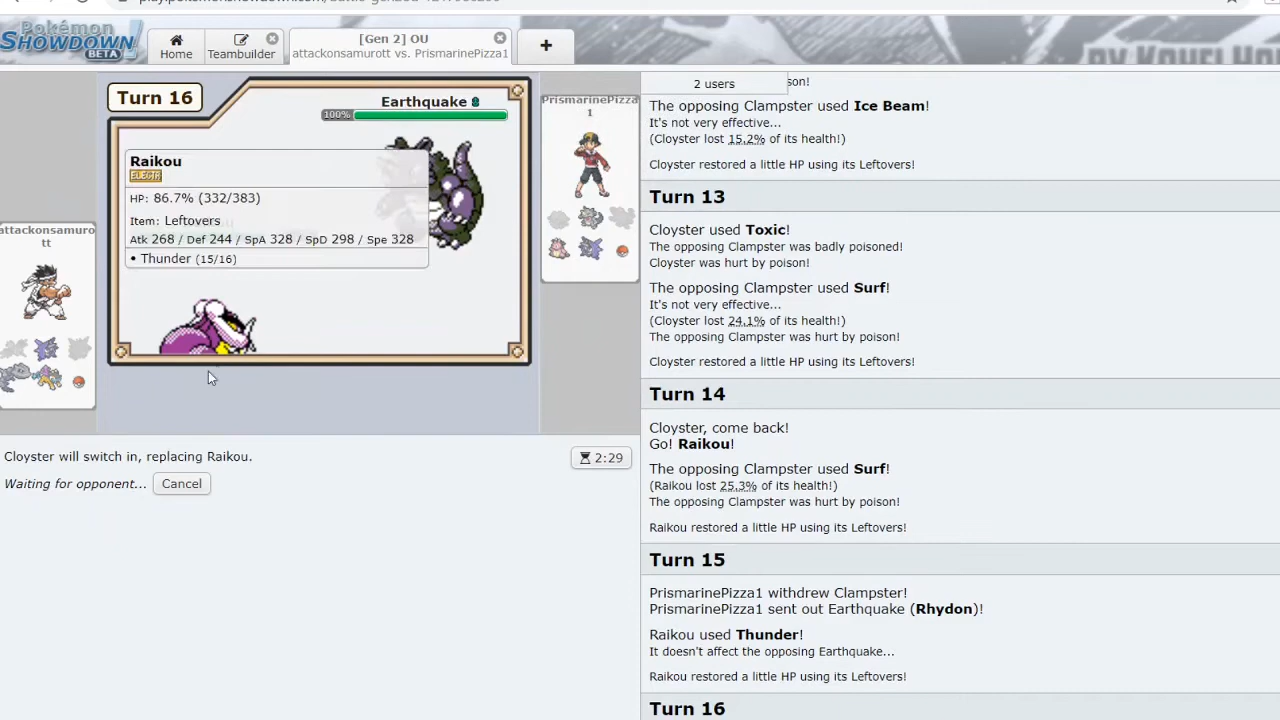 Pokémon
SHOWDOWN
BETA
Home
Teambuilder
[Gen 2] OU
attackonsamurott vs. PrismarinePizza1
+
Turn 16
Earthquake
100%
Raikou
ELECTR
HP: 86.7% (332/383)
Item: Leftovers
Atk 268 / Def 244 / SpA 328 / SpD 298 / Spe 328
• Thunder (15/16)
attackonsamuro
tt
PrismarinePizza
1
Cloyster will switch in, replacing Raikou.
2:29
Waiting for opponent...
Cancel
2 users
son!
The opposing Clampster used Ice Beam!
It's not very effective...
(Cloyster lost 15.2% of its health!)
Cloyster restored a little HP using its Leftovers!
Turn 13
Cloyster used Toxic!
The opposing Clampster was badly poisoned!
Cloyster was hurt by poison!
The opposing Clampster used Surf!
It's not very effective...
(Cloyster lost 24.1% of its health!)
The opposing Clampster was hurt by poison!
Cloyster restored a little HP using its Leftovers!
Turn 14
Cloyster, come back!
Go! Raikou!
The opposing Clampster used Surf!
(Raikou lost 25.3% of its health!)
The opposing Clampster was hurt by poison!
Raikou restored a little HP using its Leftovers!
Turn 15
PrismarinePizza1 withdrew Clampster!
PrismarinePizza1 sent out Earthquake (Rhydon)!
Raikou used Thunder!
It doesn't affect the opposing Earthquake...
Raikou restored a little HP using its Leftovers!
Turn 16